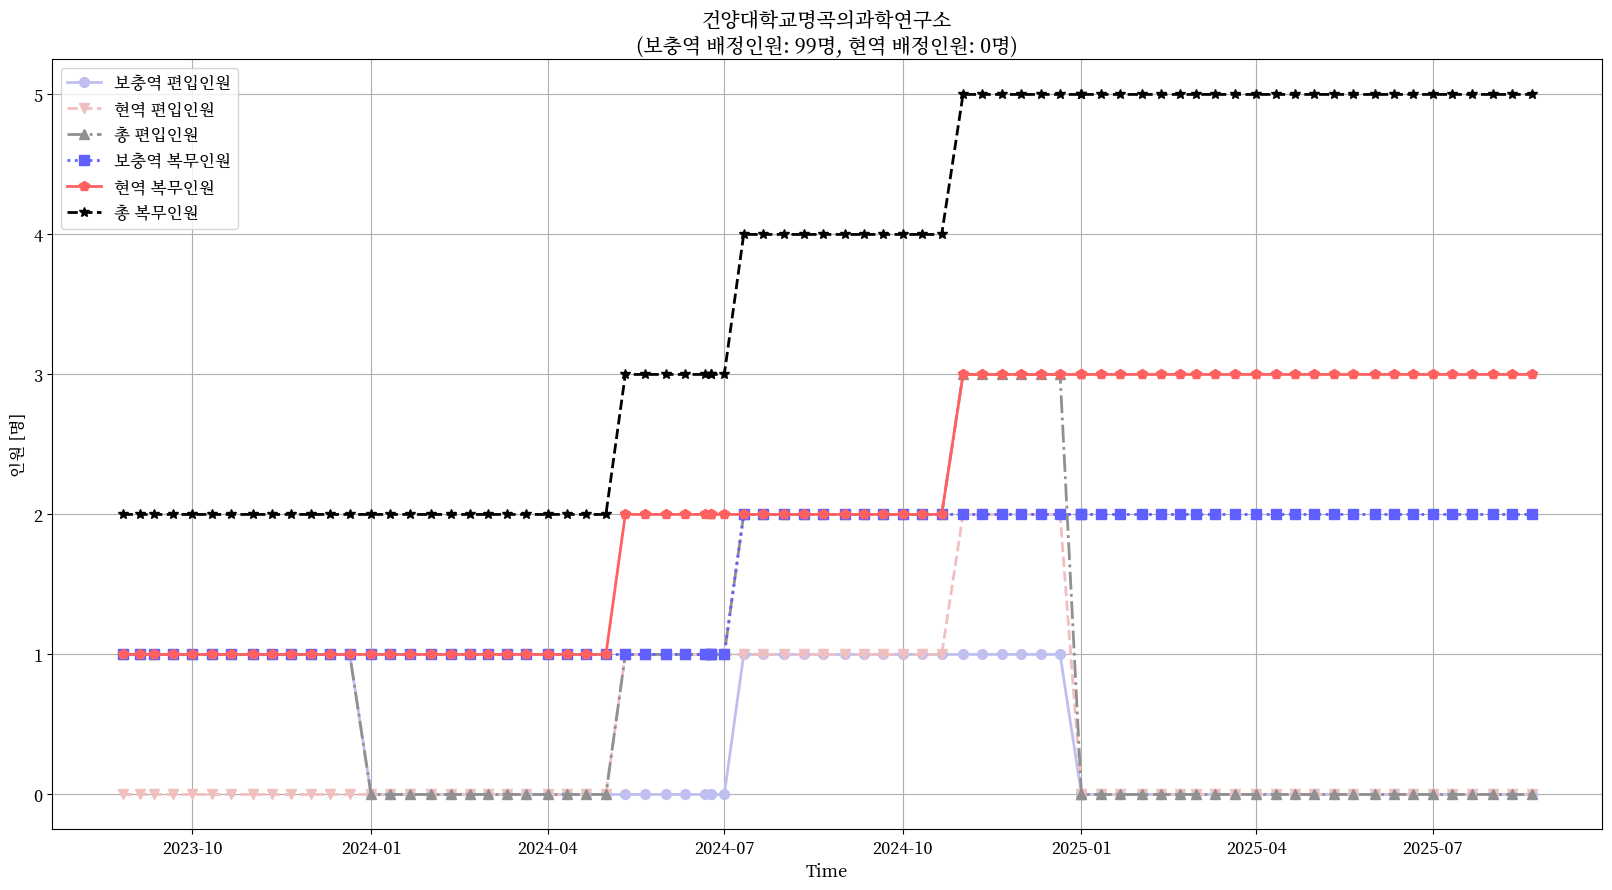 건양대학교명곡의과학연구소
(보충역 배정인원: 99명, 현역 배정인원: 0명)
보충역 편입인원
현역 편입인원
총 편입인원
보충역 복무인원
현역 복무인원
총 복무인원
인원 [명]
5
4
3
2
1
0
2023-10
2024-01
2024-04
2024-07
2024-10
2025-01
2025-04
2025-07
Time